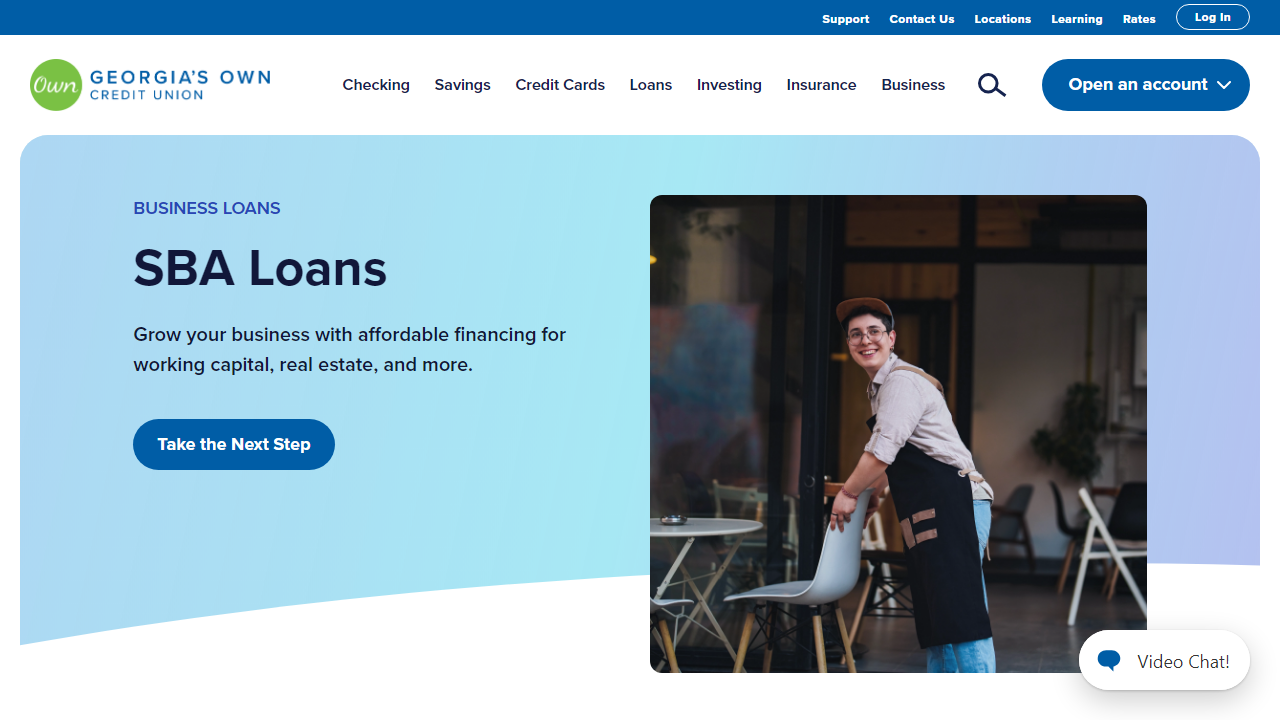 Support Contact Us Locations Learning Rates Log In
Own GEORGIA'S OWN
CREDIT UNION
Checking Savings Credit Cards Loans Investing Insurance Business Open an account
BUSINESS LOANS
SBA Loans
Grow your business with affordable financing for
working capital, real estate, and more.
Take the Next Step
Video Chat!